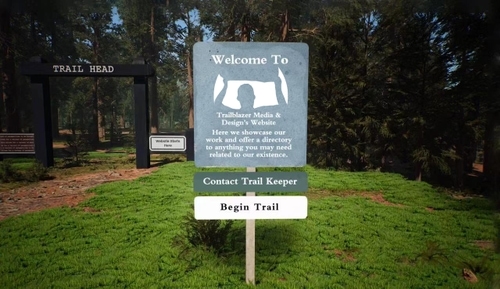 TRAIL HEAD
Welcome To
Trailblazer Media &
Design's Website
Here we showcase our
work and offer a directory
to anything you may need
related to our existence.
Contact Trail Keeper
Begin Trail